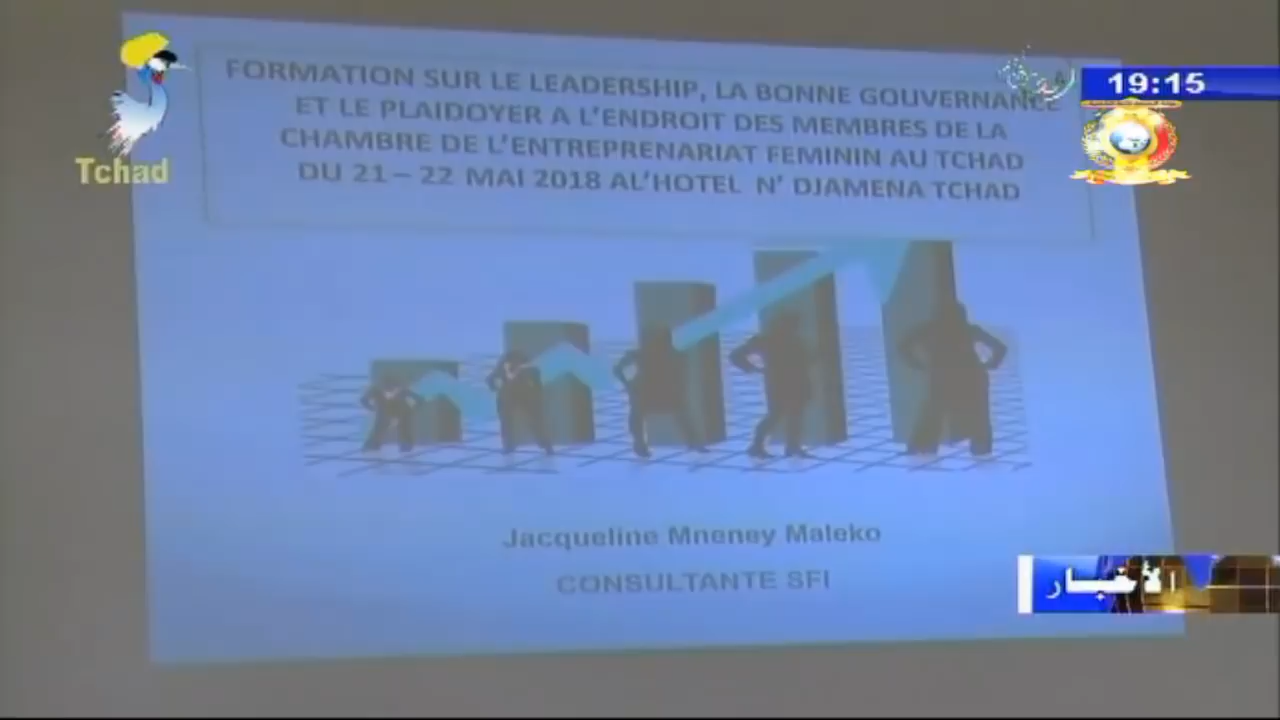 FORMATION SUR LE LEADERSHIP, LA BONNE GOUVERNANCE
ET LE PLAIDOYER A L'ENDROIT DES MEMBRES DE LA
CHAMBRE DE L'ENTREPRENARIAT FEMININ AU TCHAD
DU 21 – 22 MAI 2018 AL'HOTEL N' DJAMENA TCHAD
Tchad
19:15
Jacqueline Mneney Maleko
CONSULTANTE SFI
الأخبار